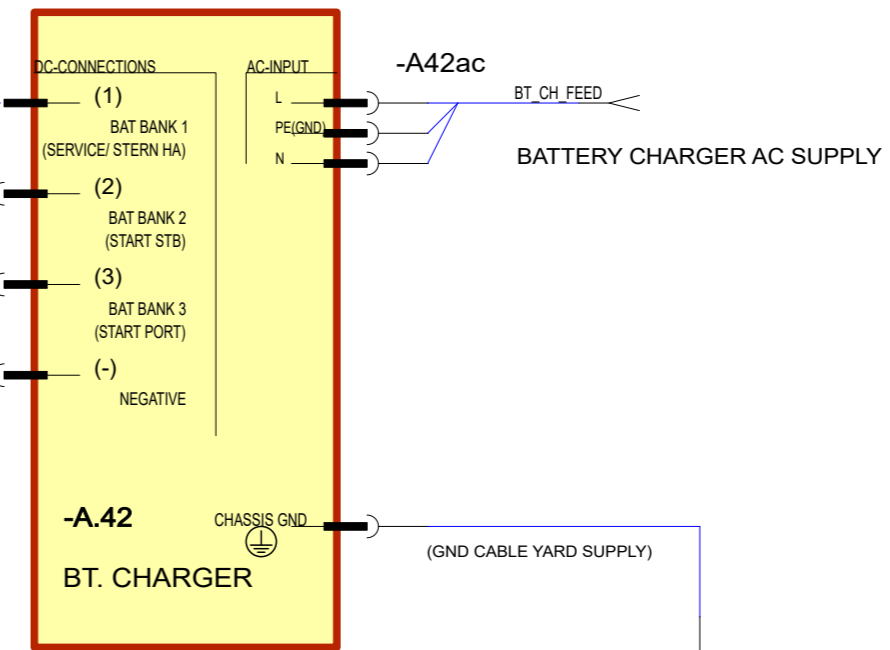 DC-CONNECTIONS
AC-INPUT
-A42ac
(1)
BAT BANK 1
(SERVICE/ STERN HA)
(2)
BAT BANK 2
(START STB)
(3)
BAT BANK 3
(START PORT)
(-)
NEGATIVE
L
PE(GND)
N
BT_CH_FEED
BATTERY CHARGER AC SUPPLY
-A.42
BT. CHARGER
CHASSIS GND
(GND CABLE YARD SUPPLY)